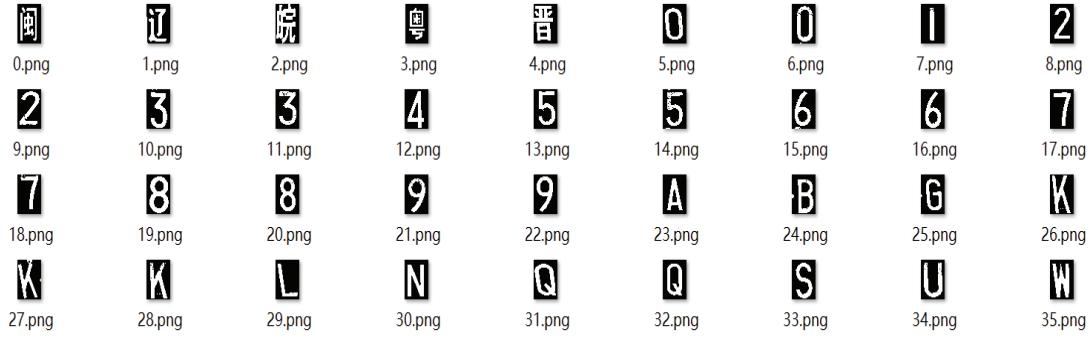 闽 辽 皖 粤 晋 0 0 1 2
0.png 1.png 2.png 3.png 4.png 5.png 6.png 7.png 8.png
2 3 3 4 5 5 6 6 7
9.png 10.png 11.png 12.png 13.png 14.png 15.png 16.png 17.png
7 8 8 9 9 A B G K
18.png 19.png 20.png 21.png 22.png 23.png 24.png 25.png 26.png
K K L N Q Q S U W
27.png 28.png 29.png 30.png 31.png 32.png 33.png 34.png 35.png